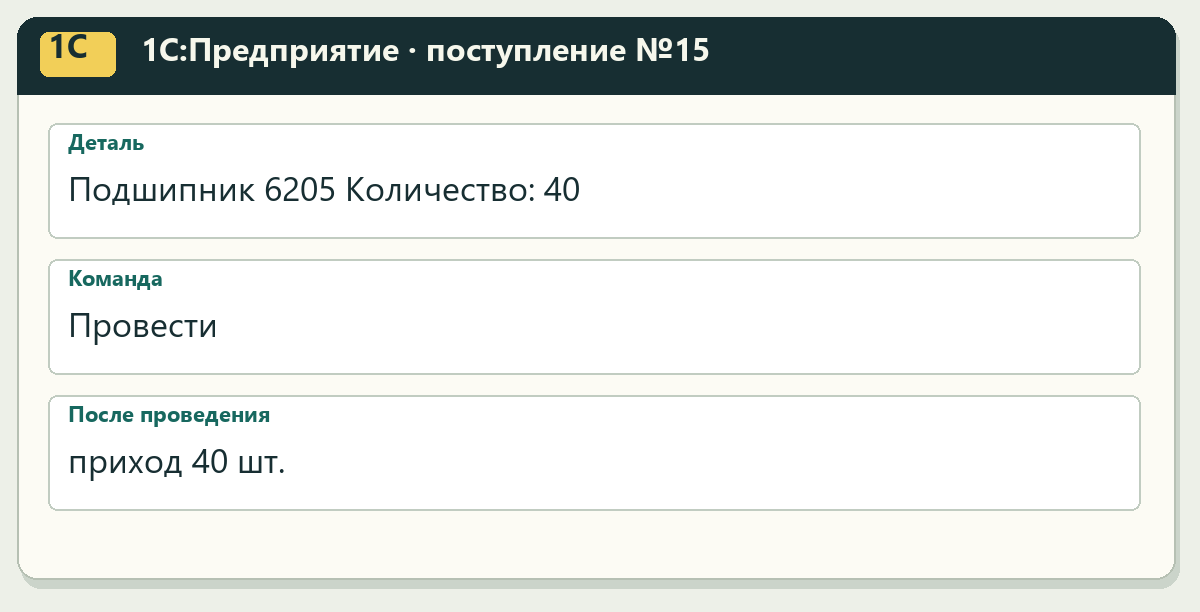 1С
1С:Предприятие · поступление №15
Деталь
Подшипник 6205 Количество: 40
Команда
Провести
После проведения
приход 40 шт.